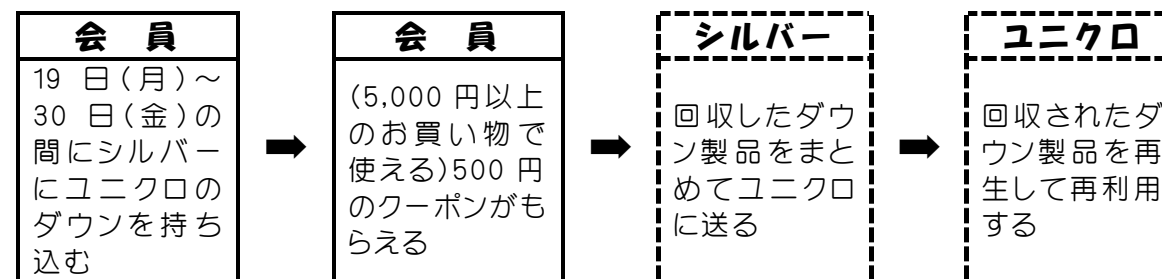 会 員
19 日(月)~
30 日(金)の
間にシルバー
にユニクロの
ダウンを持ち
込む
会 員
(5,000 円以上
のお買い物で
使える)500 円
のクーポンがも
らえる
シルバー
回収したダウ
ン製品をまと
めてユニクロ
に送る
ユニクロ
回収されたダ
ウン製品を再
生して再利用
する